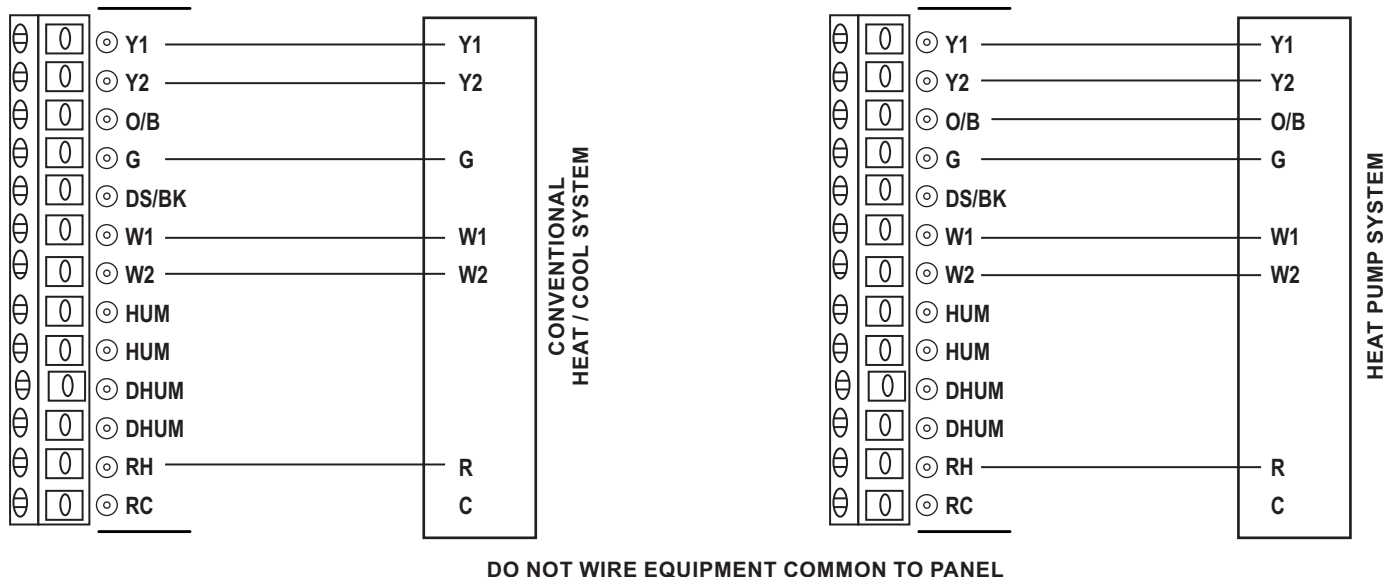 Y1
Y2
O/B
G
DS/BK
W1
W2
HUM
HUM
DHUM
DHUM
RH
RC
Y1
Y2
G
W1
W2
R
C
CONVENTIONAL
HEAT / COOL SYSTEM
Y1
Y2
O/B
G
DS/BK
W1
W2
HUM
HUM
DHUM
DHUM
RH
RC
Y1
Y2
O/B
G
W1
W2
R
C
HEAT PUMP SYSTEM
DO NOT WIRE EQUIPMENT COMMON TO PANEL